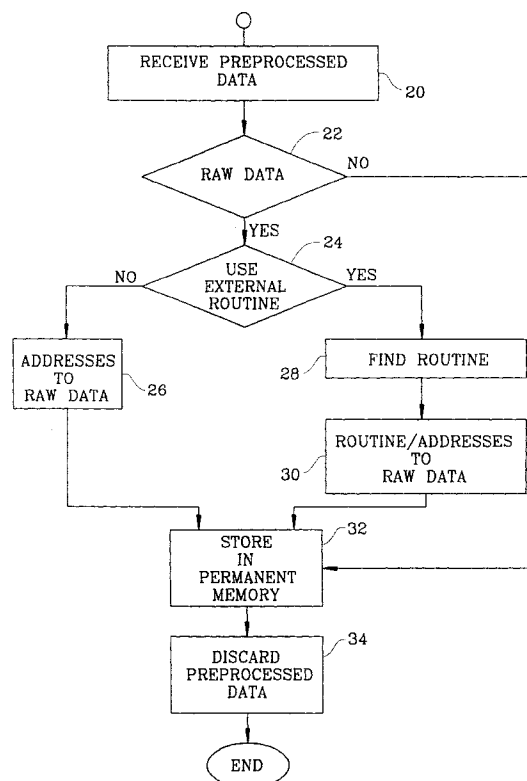 RECEIVE PREPROCESSED
DATA
20
22
RAW DATA
NO
YES
24
NO
USE
EXTERNAL
ROUTINE
YES
ADDRESSES
TO
RAW DATA
26
28
FIND ROUTINE
30
ROUTINE/ADDRESSES
TO
RAW DATA
32
STORE
IN
PERMANENT
MEMORY
34
DISCARD
PREPROCESSED
DATA
END